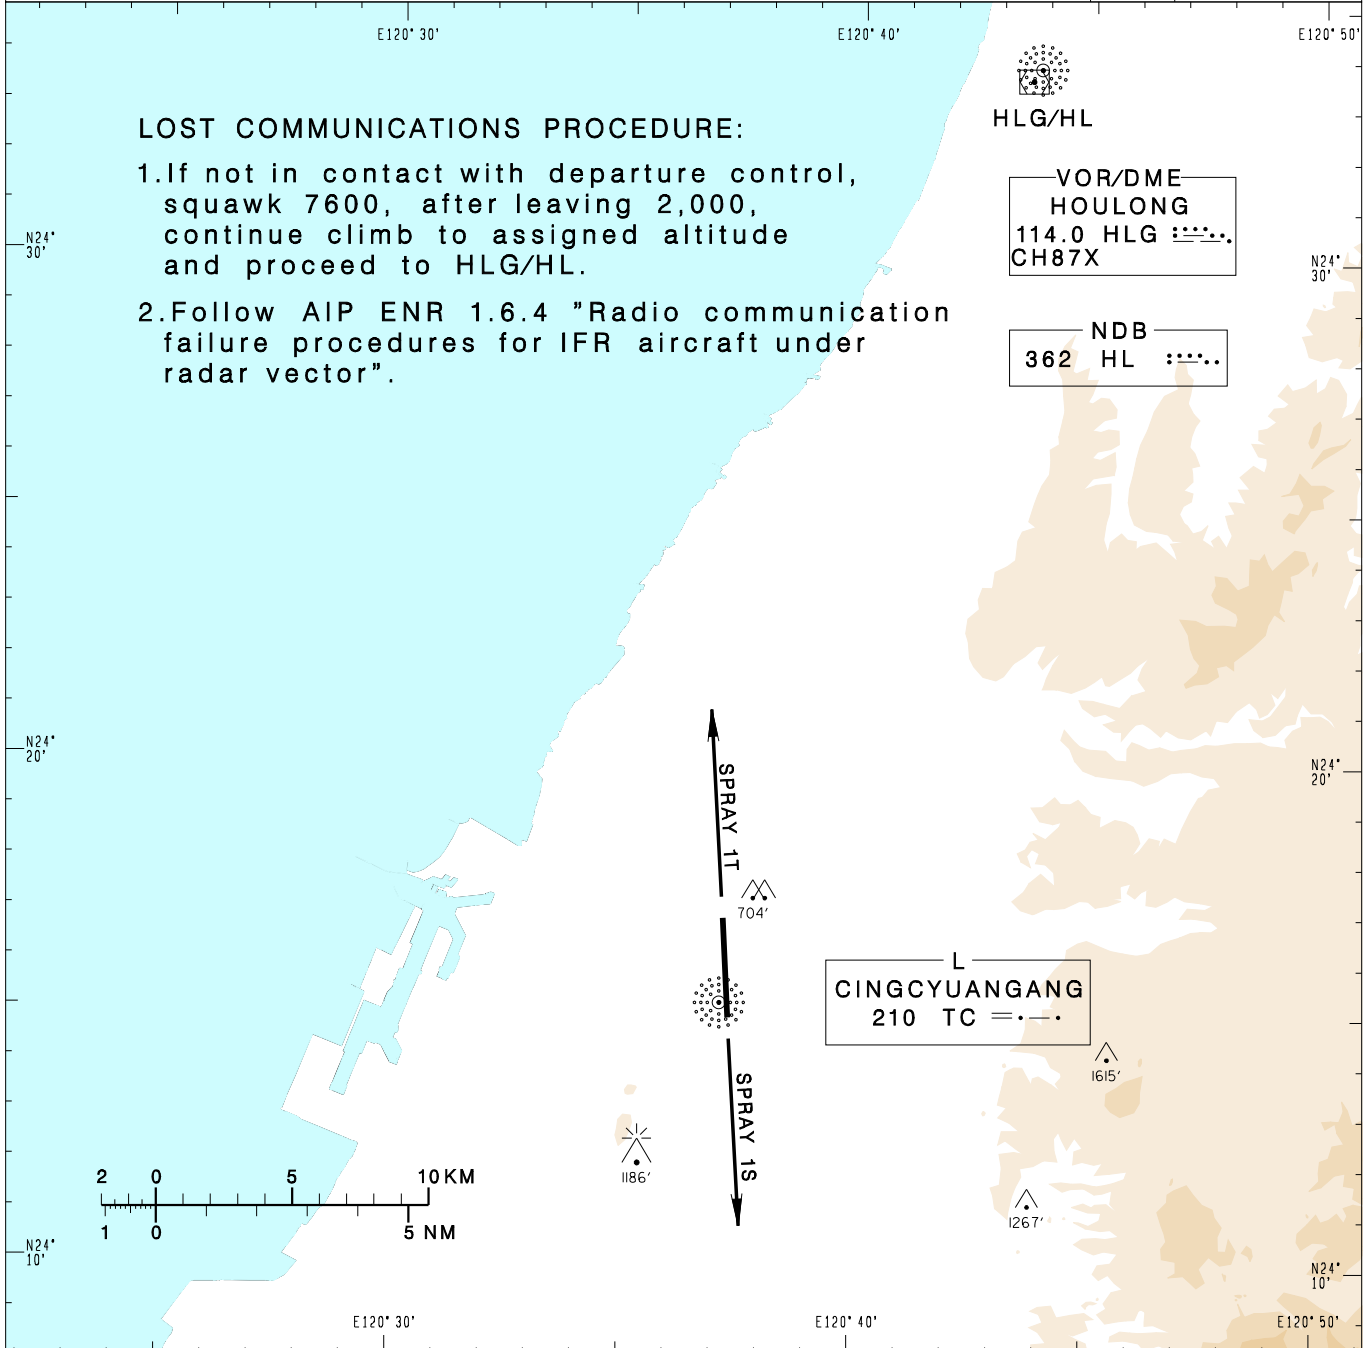 E120° 30'
E120° 40'
E120° 50'
HLG/HL
LOST COMMUNICATIONS PROCEDURE:
1.If not in contact with departure control,
squawk 7600, after leaving 2,000,
continue climb to assigned altitude
and proceed to HLG/HL.
2.Follow AIP ENR 1.6.4 "Radio communication
failure procedures for IFR aircraft under
radar vector".
VOR/DME
HOULONG
114.0 HLG
CH87X
N24°
30'
N24°
30'
NDB
362 HL
N24°
20'
N24°
20'
SPRAY 1T
704'
L
CINGCYUANGANG
210 TC
1615'
SPRAY 1S
1186'
1267'
2 0 5 10KM
1 0 5 NM
N24°
10'
N24°
10'
E120° 30'
E120° 40'
E120° 50'